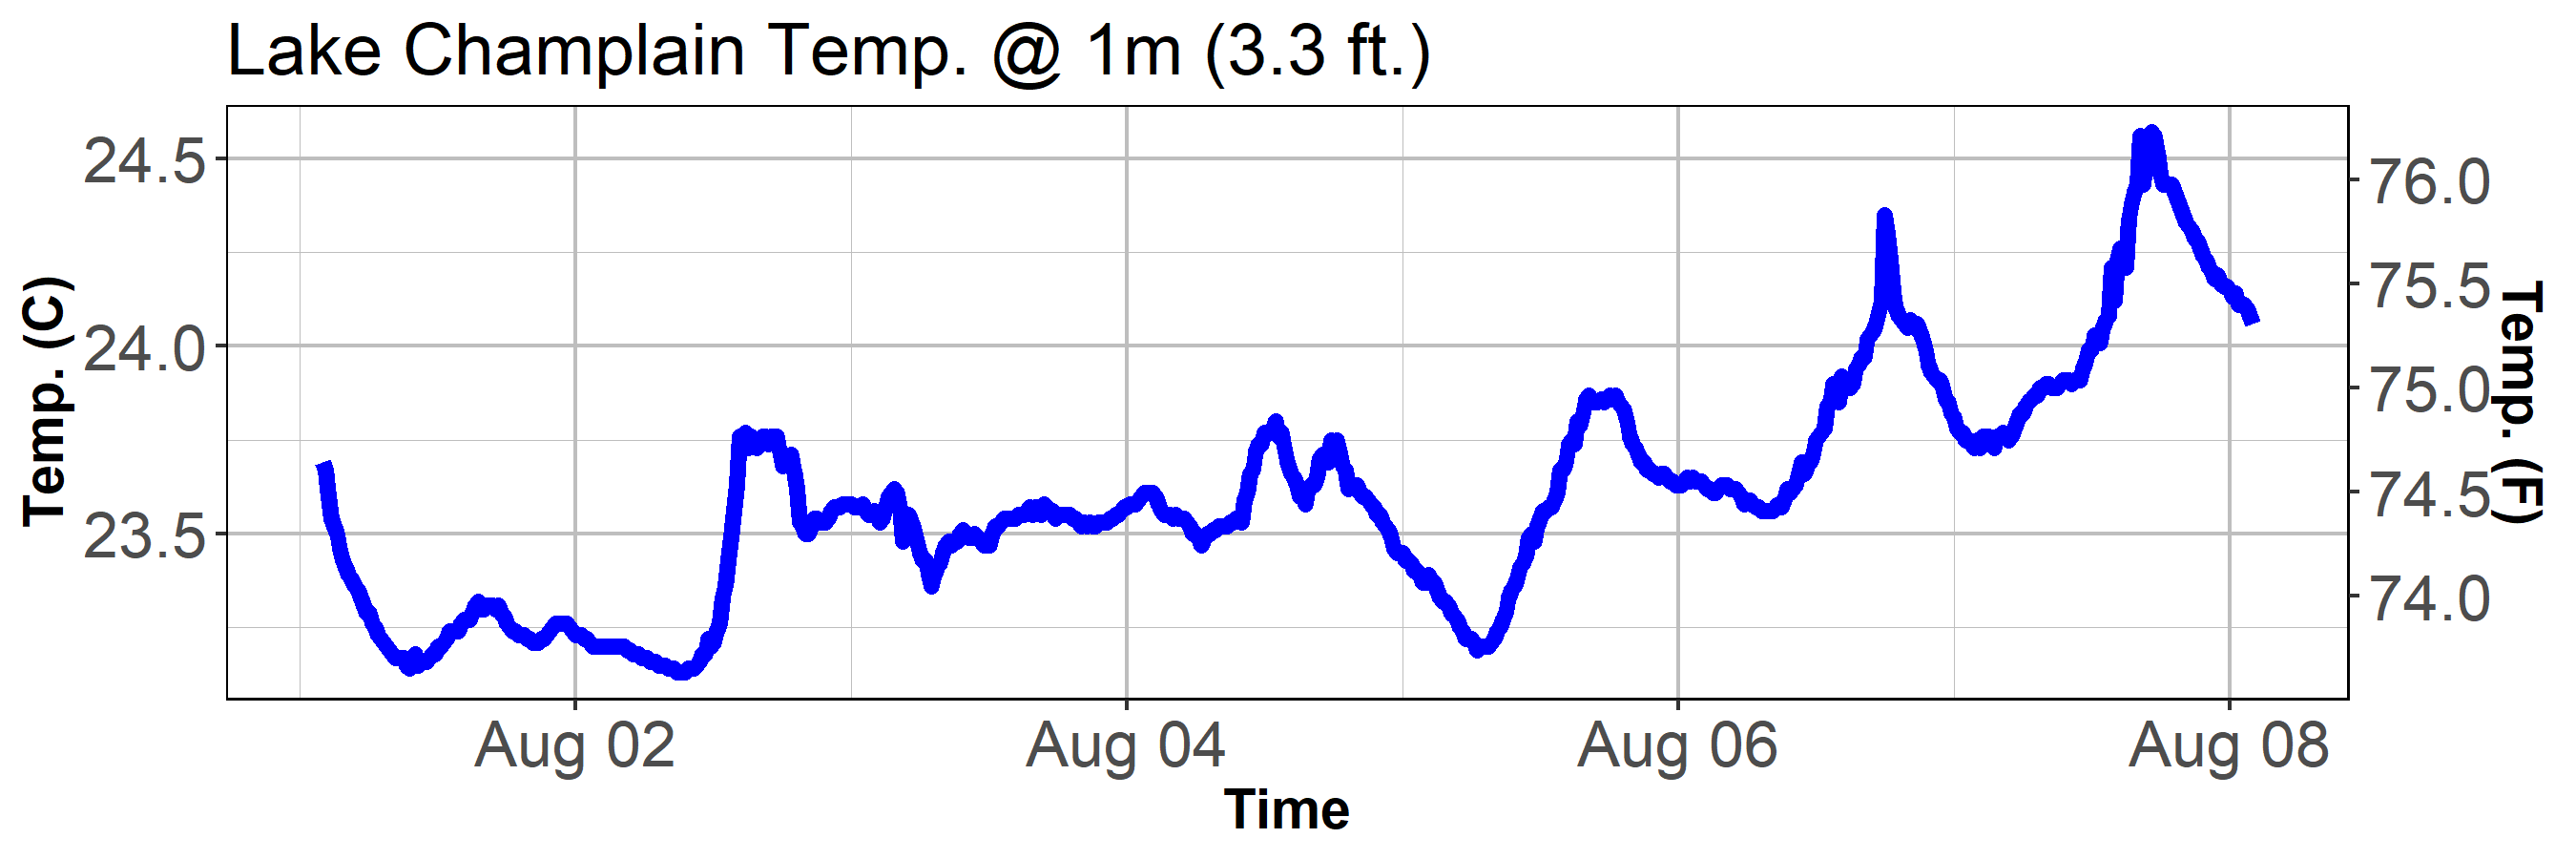 Lake Champlain Temp. @ 1m (3.3 ft.)
Temp. (C)
24.5
24.0
23.5
76.0
75.5
75.0
74.5
74.0
Temp. (F)
Aug 02
Aug 04
Aug 06
Aug 08
Time